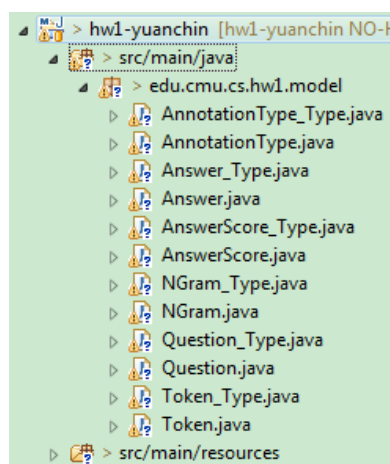 > hw1-yuanchin [hw1-yuanchin NO-H
> src/main/java
> edu.cmu.cs.hw1.model
AnnotationType_Type.java
AnnotationType.java
Answer_Type.java
Answer.java
AnswerScore_Type.java
AnswerScore.java
NGram_Type.java
NGram.java
Question_Type.java
Question.java
Token_Type.java
Token.java
> src/main/resources